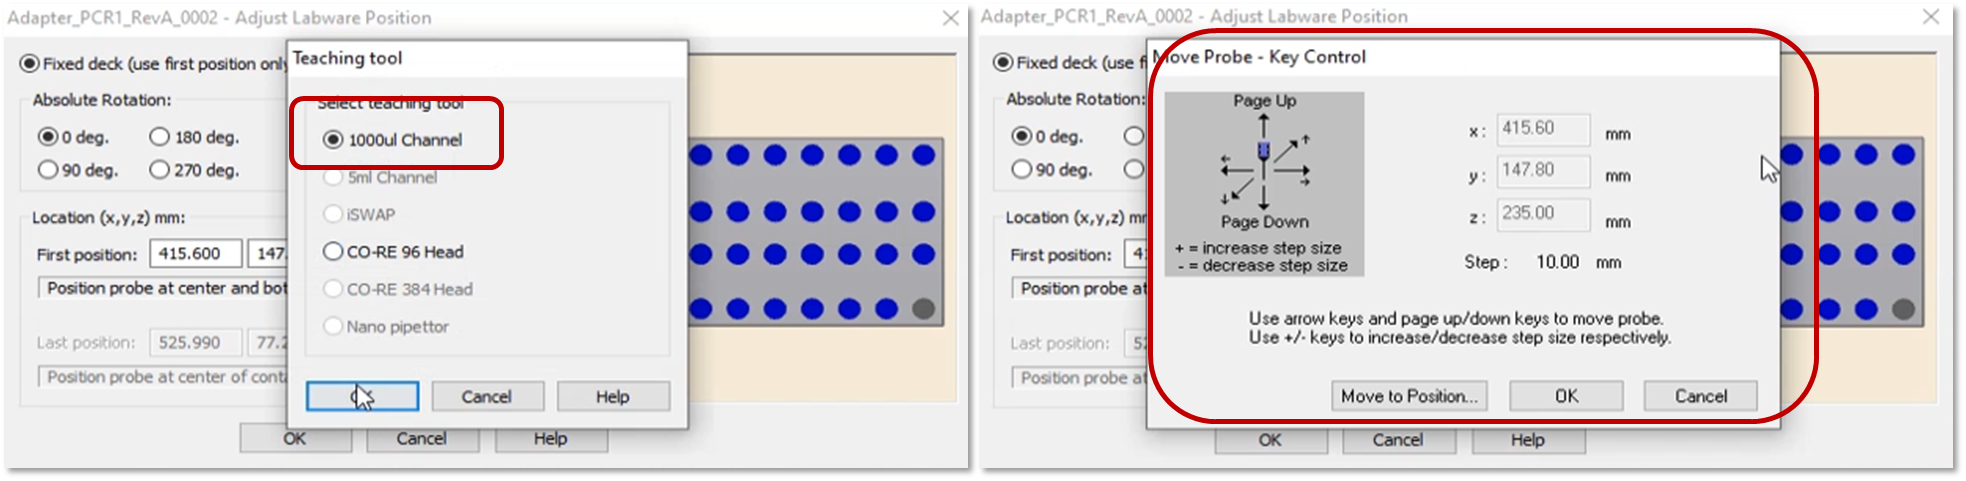 Adapter_PCR1_RevA_0002 - Adjust Labware Position
Teaching tool
Fixed deck (use first position only
Select teaching tool
Absolute Rotation:
1000ul Channel
0 deg.
180 deg.
90 deg.
270 deg.
5ml Channel
iSWAP
Location (x,y,z) mm:
First position:
415.600
147.
CO-RE 96 Head
Position probe at center and bot
CO-RE 384 Head
Nano pipettor
Last position:
525.990
77.2
Position probe at center of conta
Cancel
Help
OK
Cancel
Help
Adapter_PCR1_RevA_0002 - Adjust Labware Position
Move Probe - Key Control
Fixed deck (use f
Absolute Rotation:
0 deg.
90 deg.
Page Up
Page Down
+ = increase step size
- = decrease step size
x :
415.60
mm
y :
147.80
mm
z :
235.00
mm
Step :
10.00
mm
Location (x,y,z) m
First position:
41
Position probe at
Use arrow keys and page up/down keys to move probe.
Use +/- keys to increase/decrease step size respectively.
Last position:
52
Position probe at
Move to Position...
OK
Cancel
OK
Cancel
Help